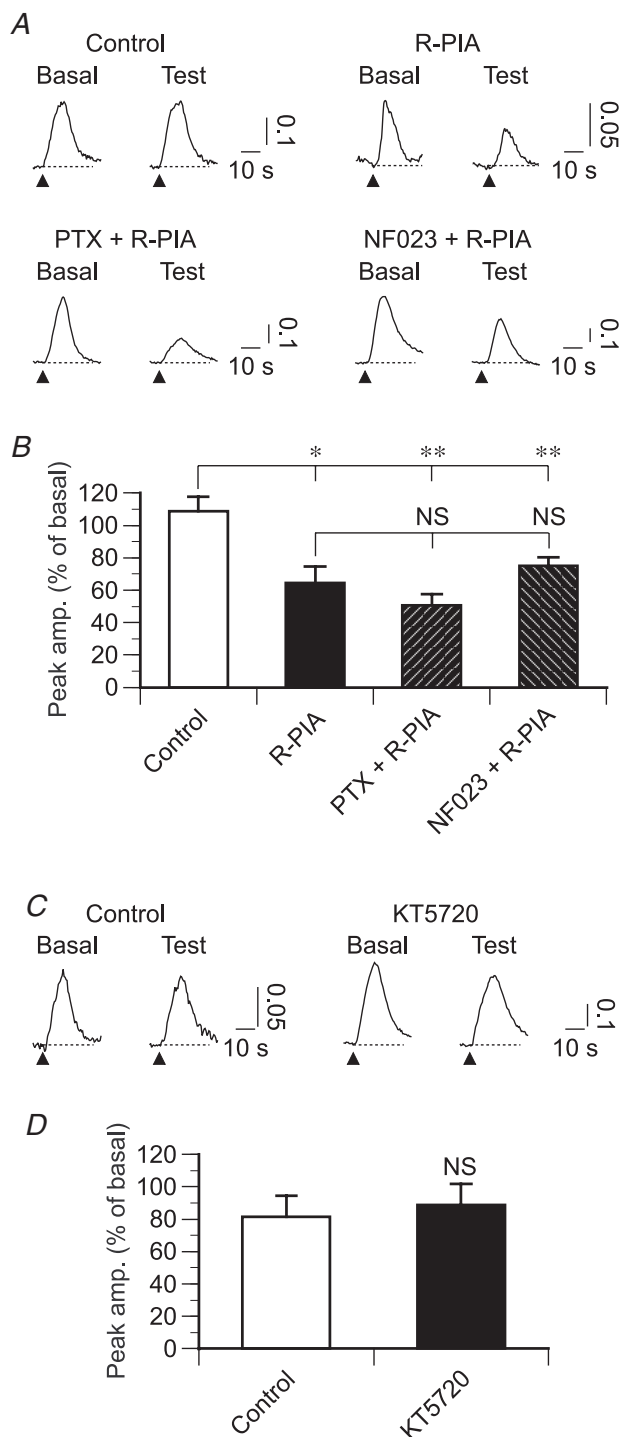 A
Control
R-PIA
Basal
Test
Basal
Test
0.1
10 s
0.05
10 s
PTX + R-PIA
NF023 + R-PIA
Basal
Test
Basal
Test
0.1
10 s
0.1
10 s
B
Peak amp. (% of basal)
120
100
80
60
40
20
0
*
**
**
NS
NS
Control
R-PIA
PTX + R-PIA
NF023 + R-PIA
C
Control
KT5720
Basal
Test
Basal
Test
0.05
10 s
0.1
10 s
D
Peak amp. (% of basal)
120
100
80
60
40
20
0
NS
Control
KT5720